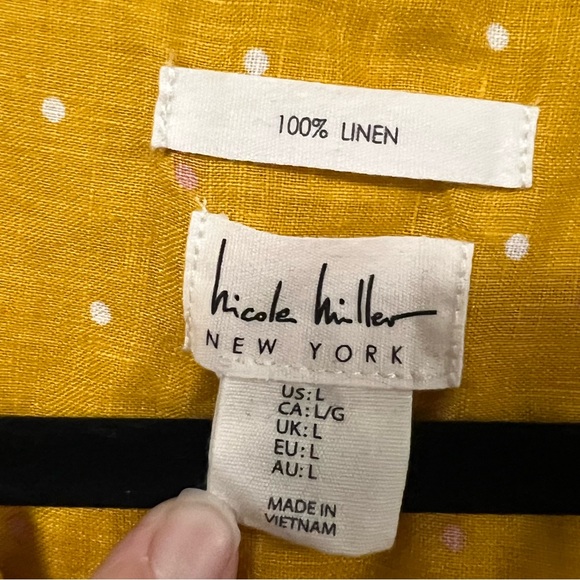 100% LINEN
nicole miller
NEW YORK
US: L
CA: L/G
UK: L
EU: L
AU: L
MADE IN
VIETNAM